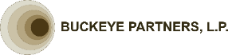 BUCKEYE PARTNERS, L.P.